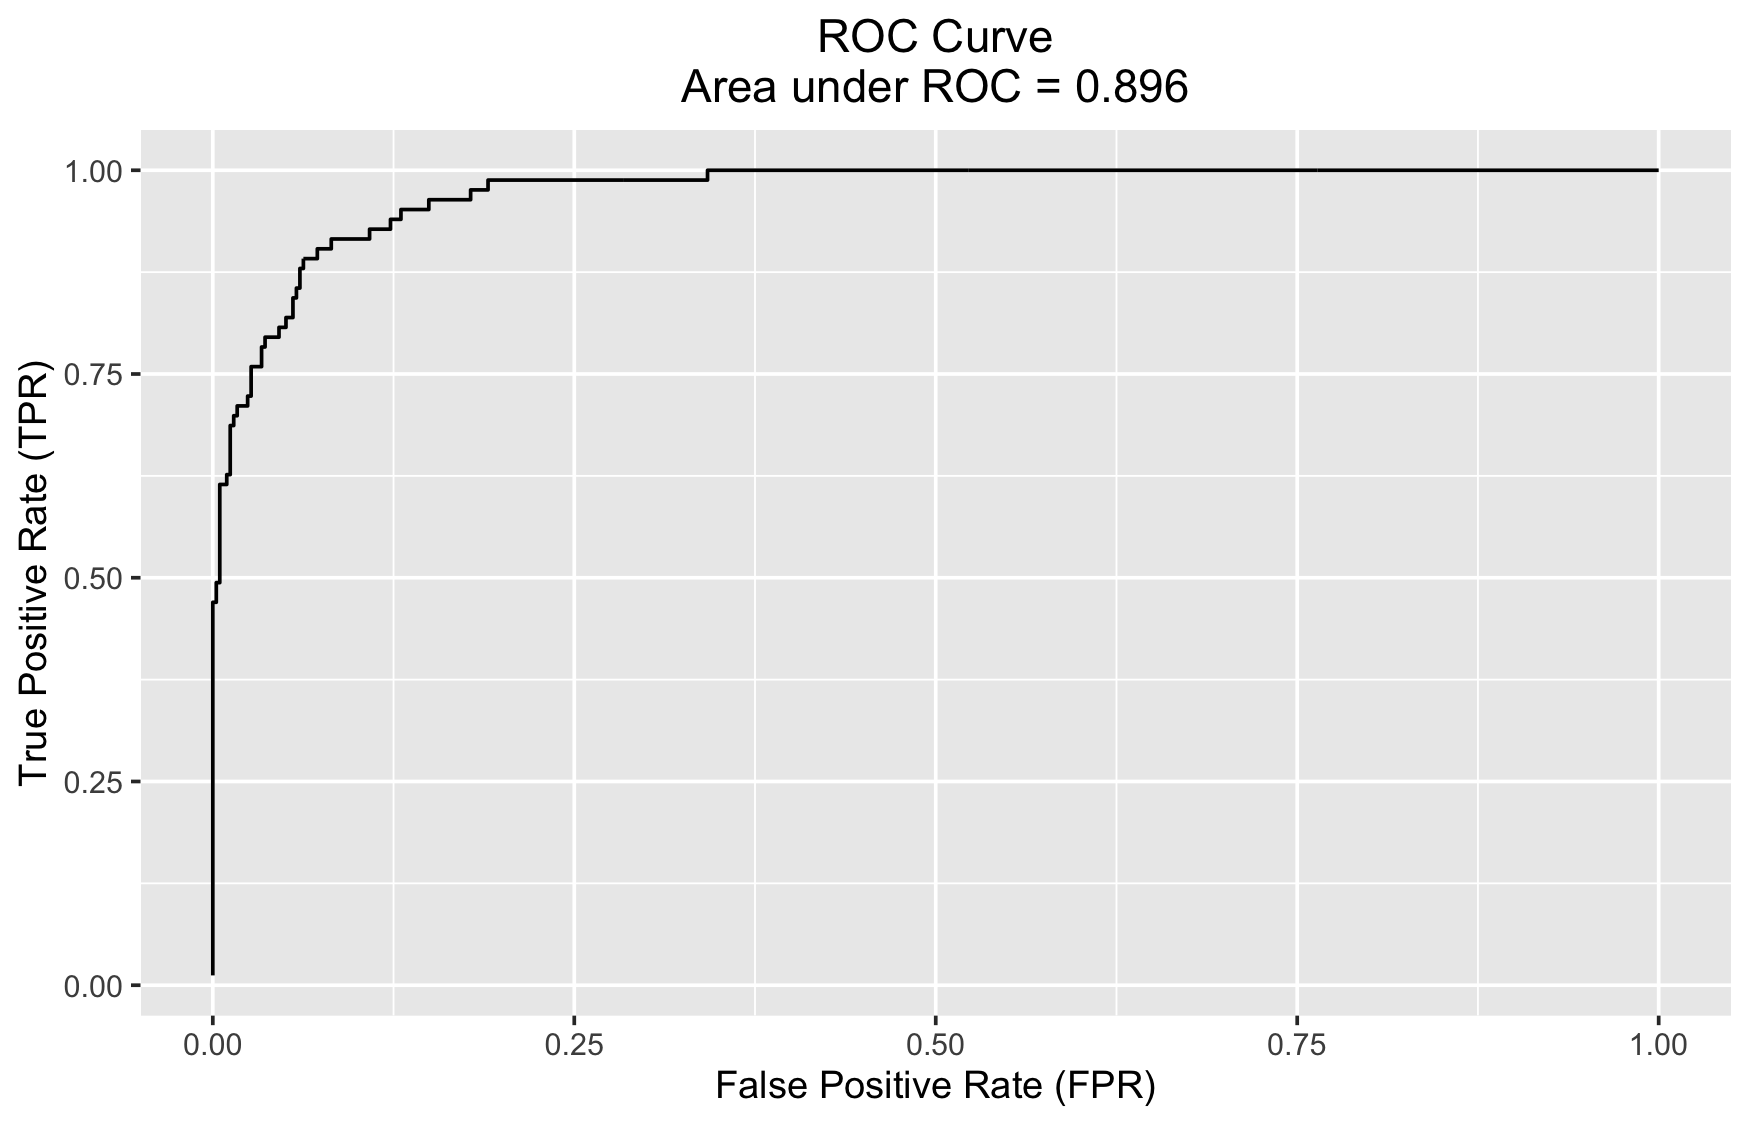 ROC Curve
Area under ROC = 0.896
True Positive Rate (TPR)
1.00
0.75
0.50
0.25
0.00
0.00 0.25 0.50 0.75 1.00
False Positive Rate (FPR)